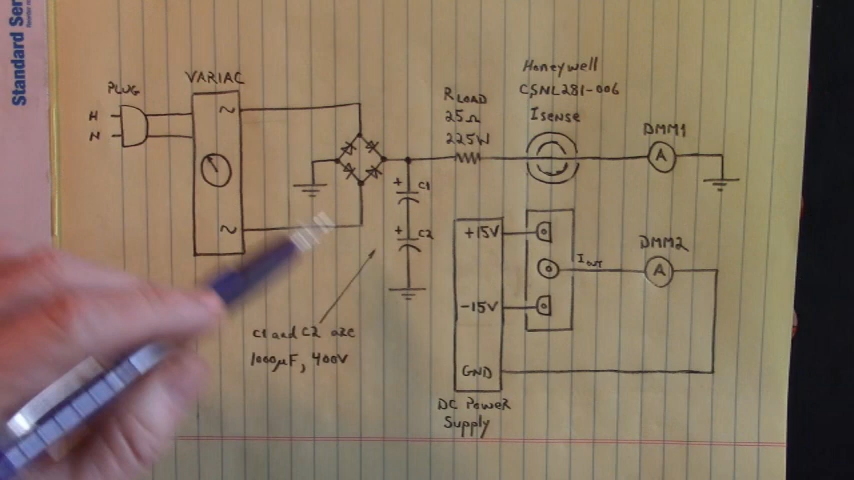 Standard Ser
PLUG
H
N
VARIAC
~
~
+
C1
+
C2
C1 and C2 are
1000µF, 400V
RLOAD
25Ω
225W
Honeywell
CSNL281-006
Isense
DMM1
A
+15V
-15V
GND
DC Power
Supply
IOUT
DMM2
A